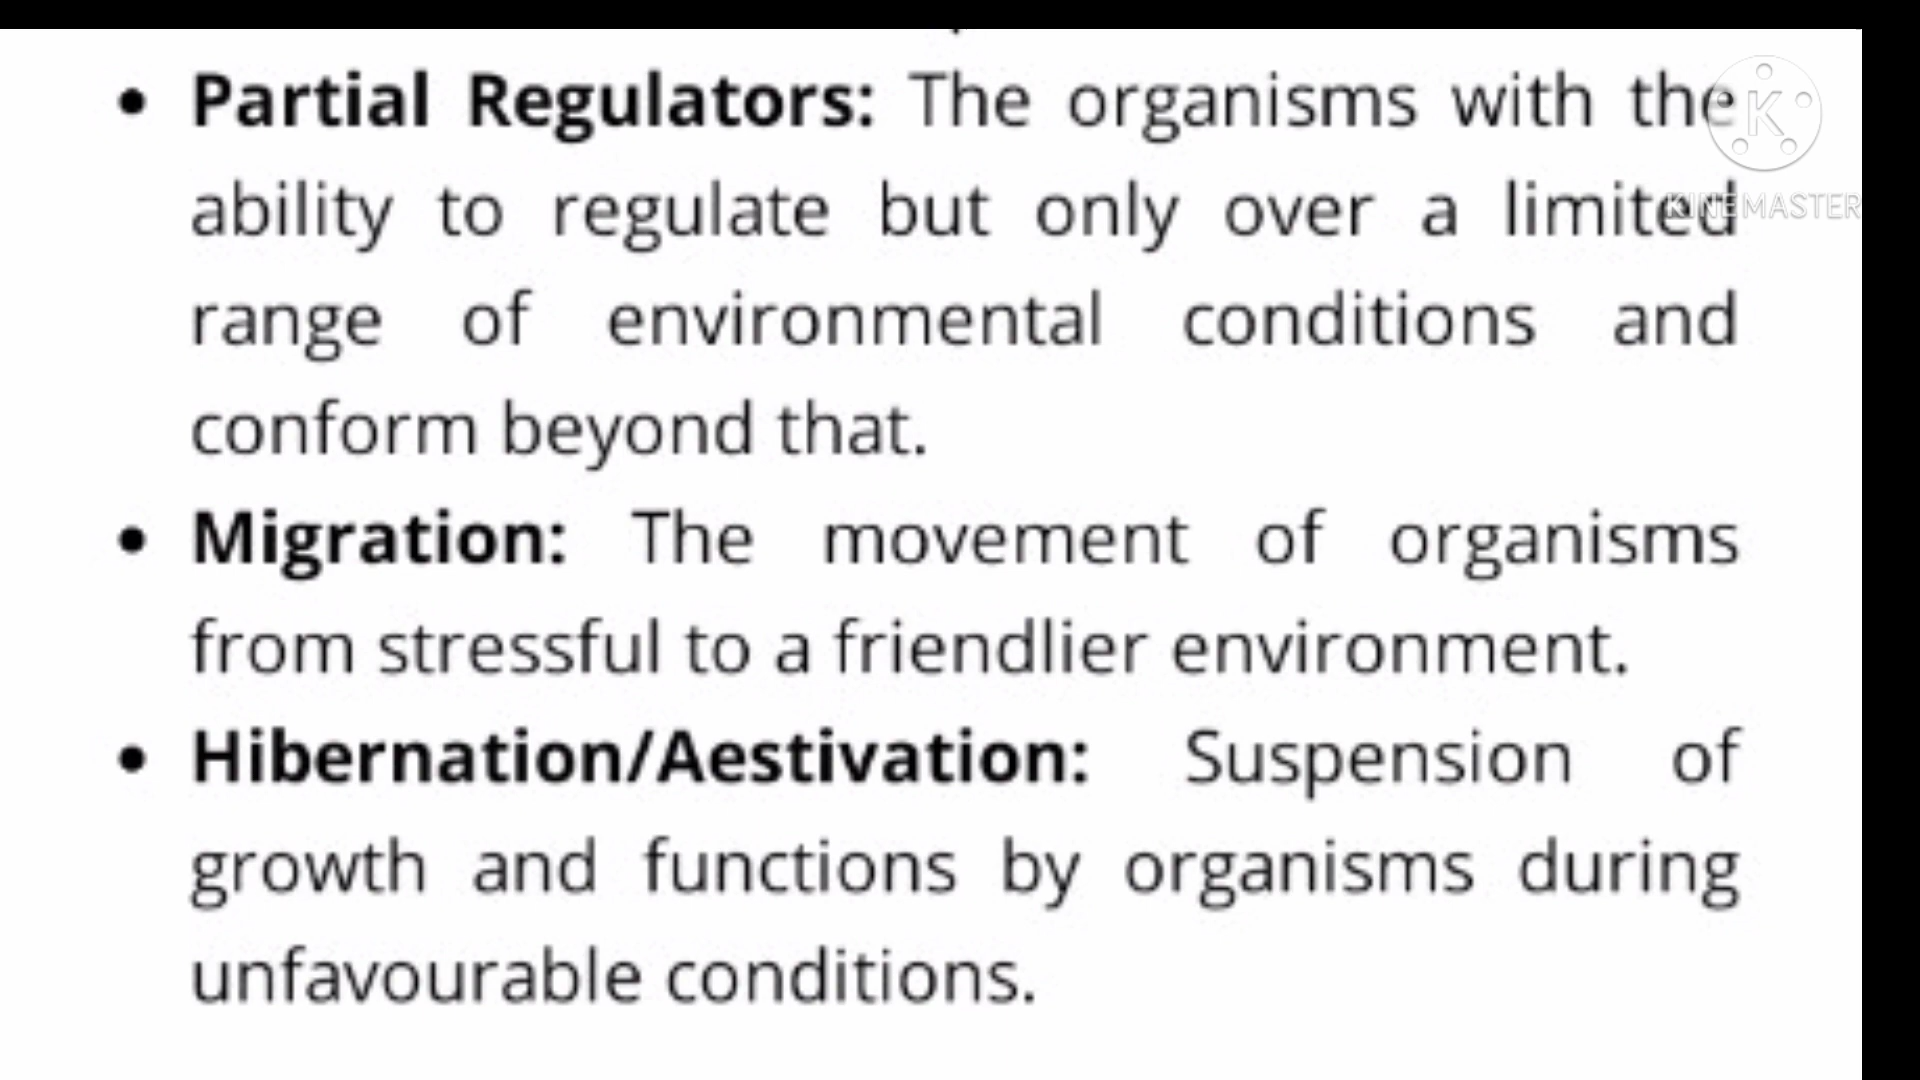 • Partial Regulators: The organisms with the
ability to regulate but only over a limited
range of environmental conditions and
conform beyond that.
• Migration: The movement of organisms
from stressful to a friendlier environment.
• Hibernation/Aestivation: Suspension of
growth and functions by organisms during
unfavourable conditions.
K
KINEMASTER